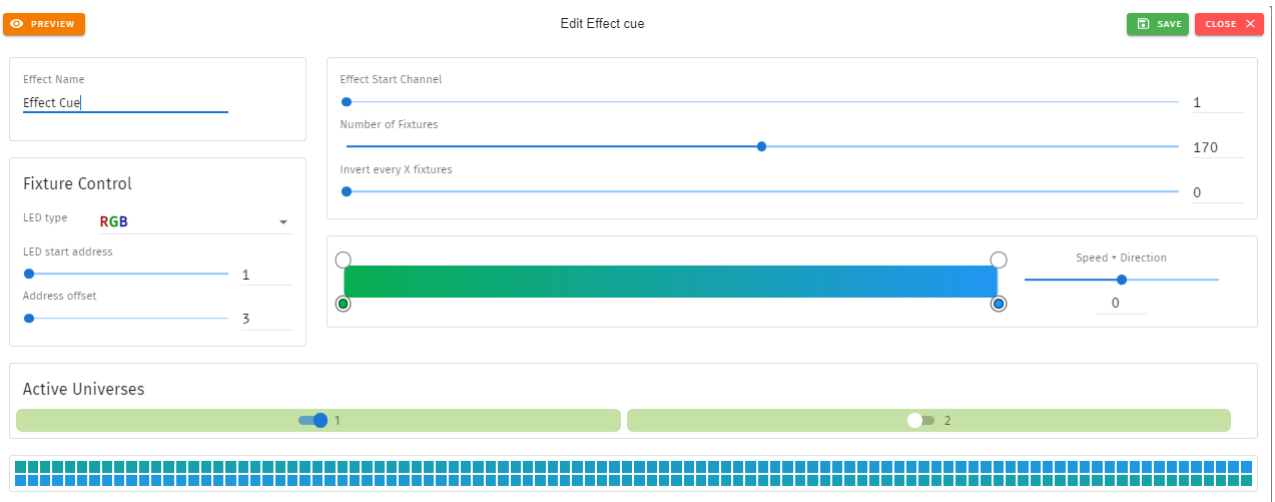 PREVIEW
Edit Effect cue
SAVE
CLOSE
Effect Name
Effect Cue
Fixture Control
LED type
RGB
LED start address
1
Address offset
3
Effect Start Channel
1
Number of Fixtures
170
Invert every X fixtures
0
Speed + Direction
0
Active Universes
1
2